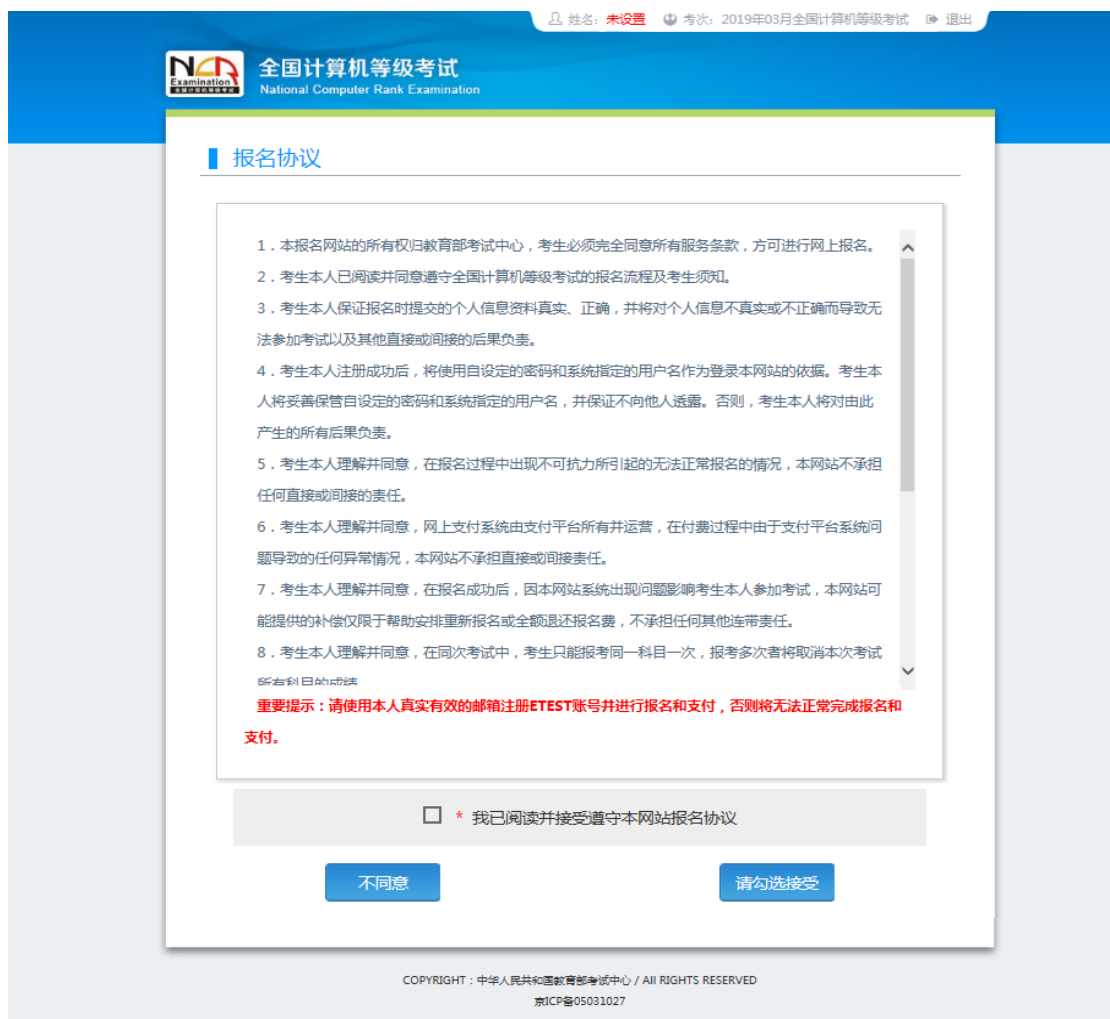 姓名：未设置 考次：2019年03月全国计算机等级考试 退出
NCR
Examination
全国计算机等级考试
全国计算机等级考试
National Computer Rank Examination
报名协议
1．本报名网站的所有权归教育部考试中心，考生必须完全同意所有服务条款，方可进行网上报名。
2．考生本人已阅读并同意遵守全国计算机等级考试的报名流程及考生须知。
3．考生本人保证报名时提交的个人信息资料真实、正确，并将对个人信息不真实或不正确而导致无
法参加考试以及其他直接或间接的后果负责。
4．考生本人注册成功后，将使用自设定的密码和系统指定的用户名作为登录本网站的依据。考生本
人将妥善保管自设定的密码和系统指定的用户名，并保证不向他人透露。否则，考生本人将对由此
产生的所有后果负责。
5．考生本人理解并同意，在报名过程中出现不可抗力所引起的无法正常报名的情况，本网站不承担
任何直接或间接的责任。
6．考生本人理解并同意，网上支付系统由支付平台所有并运营，在付费过程中由于支付平台系统问
题导致的任何异常情况，本网站不承担直接或间接责任。
7．考生本人理解并同意，在报名成功后，因本网站系统出现问题影响考生本人参加考试，本网站可
能提供的补偿仅限于帮助安排重新报名或全额退还报名费，不承担任何其他连带责任。
8．考生本人理解并同意，在同次考试中，考生只能报考同一科目一次，报考多次者将取消本次考试
所有科目的成绩
重要提示：请使用本人真实有效的邮箱注册ETEST账号并进行报名和支付，否则将无法正常完成报名和
支付。
* 我已阅读并接受遵守本网站报名协议
不同意 请勾选接受
COPYRIGHT：中华人民共和国教育部考试中心 / All RIGHTS RESERVED
京ICP备05031027